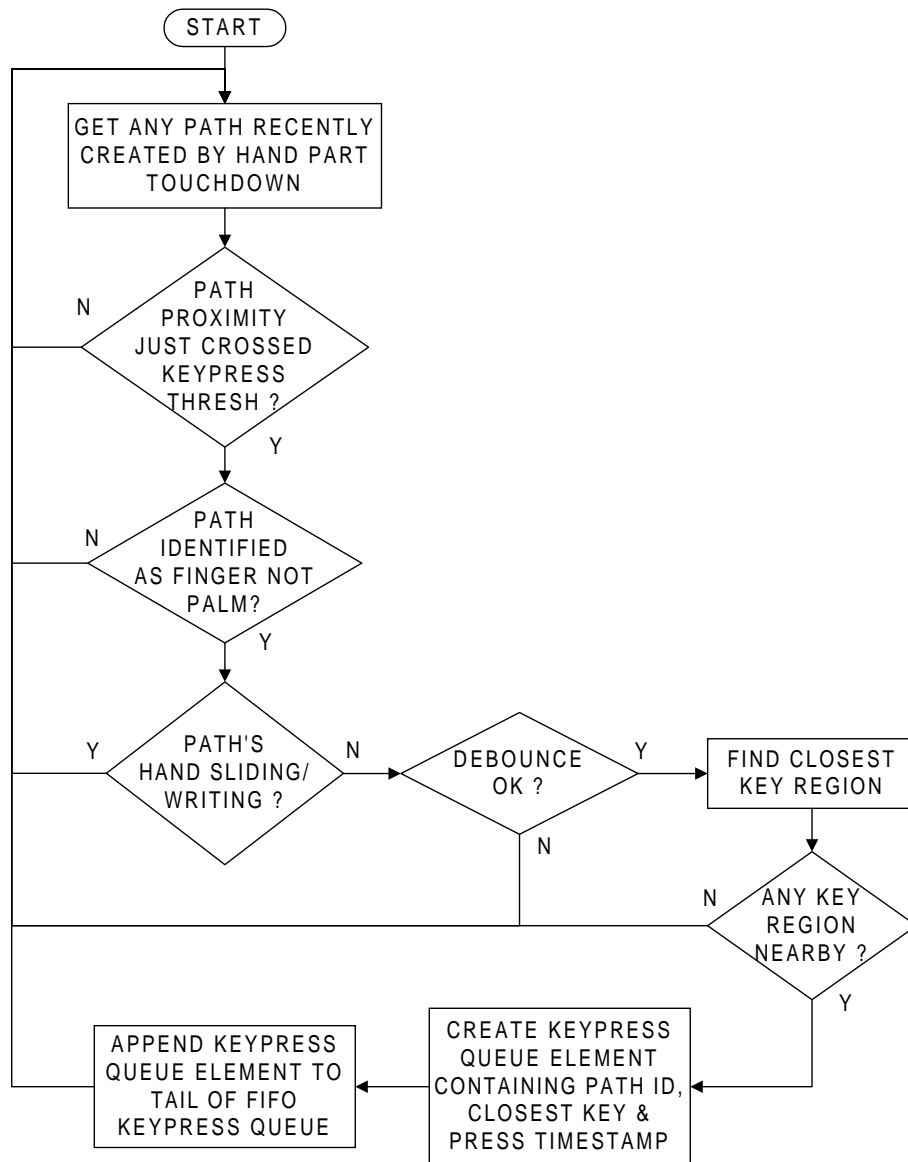 START
GET ANY PATH RECENTLY
CREATED BY HAND PART
TOUCHDOWN
N
PATH
PROXIMITY
JUST CROSSED
KEYPRESS
THRESH ?
Y
N
PATH
IDENTIFIED
AS FINGER NOT
PALM?
Y
Y
PATH'S
HAND SLIDING/
WRITING ?
N
DEBOUNCE
OK ?
Y
N
FIND CLOSEST
KEY REGION
N
ANY KEY
REGION
NEARBY ?
Y
CREATE KEYPRESS
QUEUE ELEMENT
CONTAINING PATH ID,
CLOSEST KEY &
PRESS TIMESTAMP
APPEND KEYPRESS
QUEUE ELEMENT TO
TAIL OF FIFO
KEYPRESS QUEUE